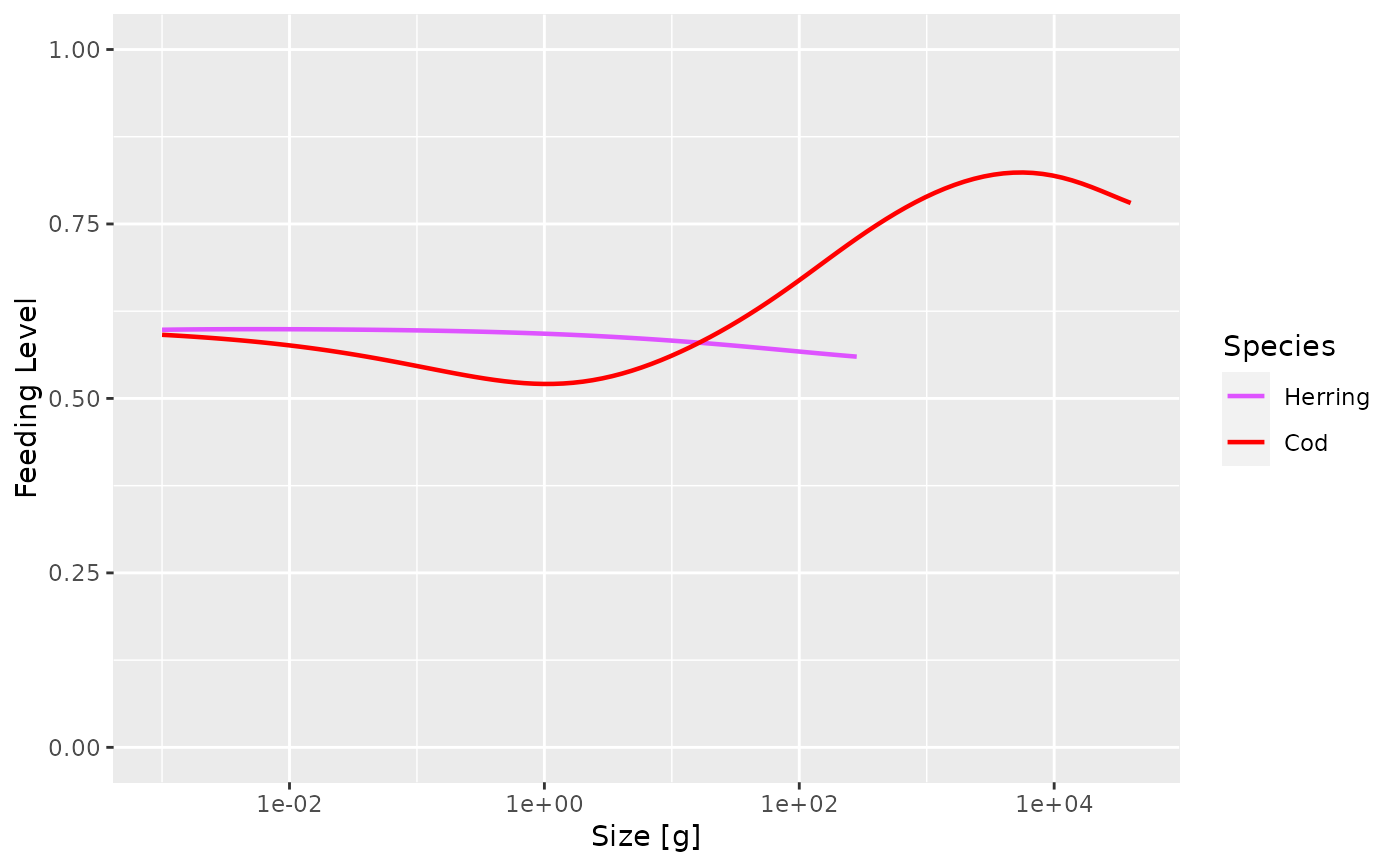 1.00
0.75
0.50
0.25
0.00
Feeding Level
1e-02
1e+00
1e+02
1e+04
Size [g]
Species
Herring
Cod